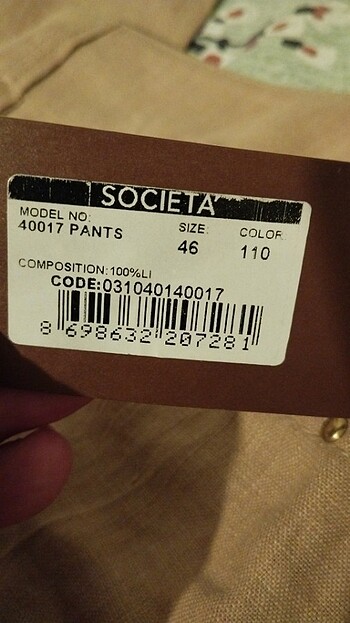 SOCIETA'
MODEL NO: SIZE: COLOR:
40017 PANTS 46 110
COMPOSITION:100%LI
CODE:031040140017
8 698632 207281